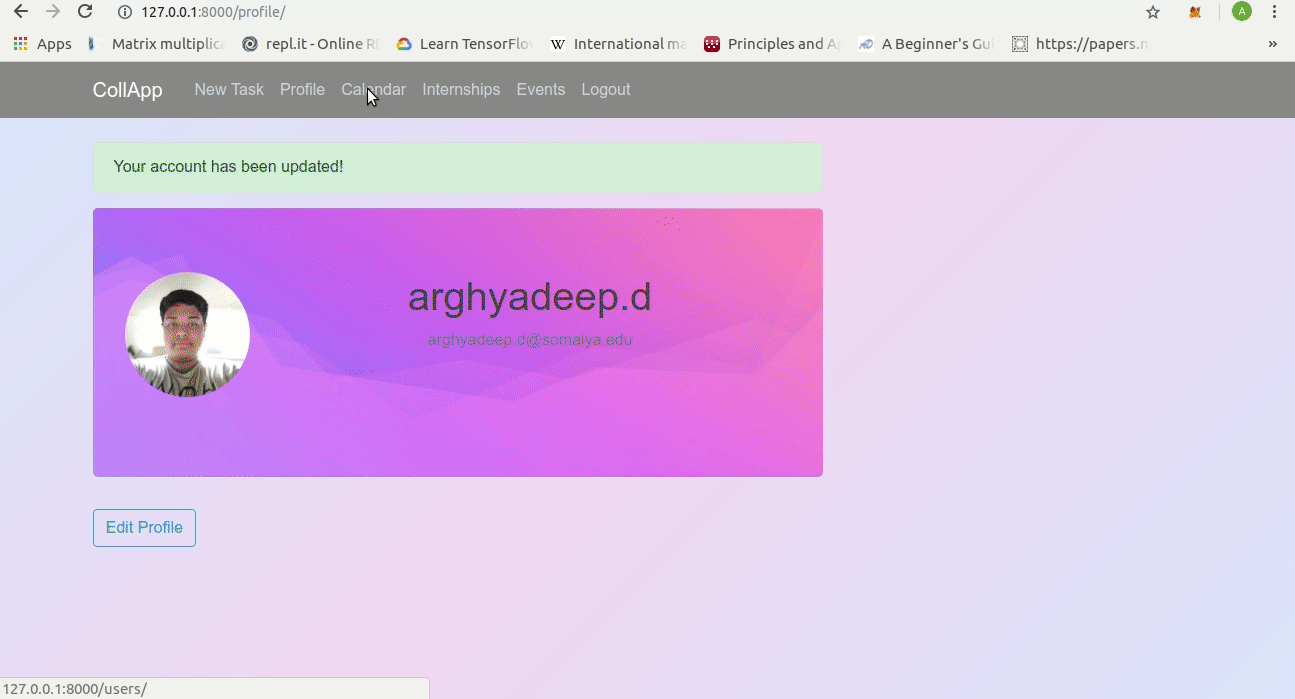 127.0.0.1:8000/profile/
A
Apps Matrix multiplica repl.it - Online R Learn TensorFlo International ma Principles and A A Beginner's Gui https://papers.n »
CollApp New Task Profile Calendar Internships Events Logout
Your account has been updated!
arghyadeep.d
arghyadeep.d@somaiya.edu
Edit Profile
127.0.0.1:8000/users/